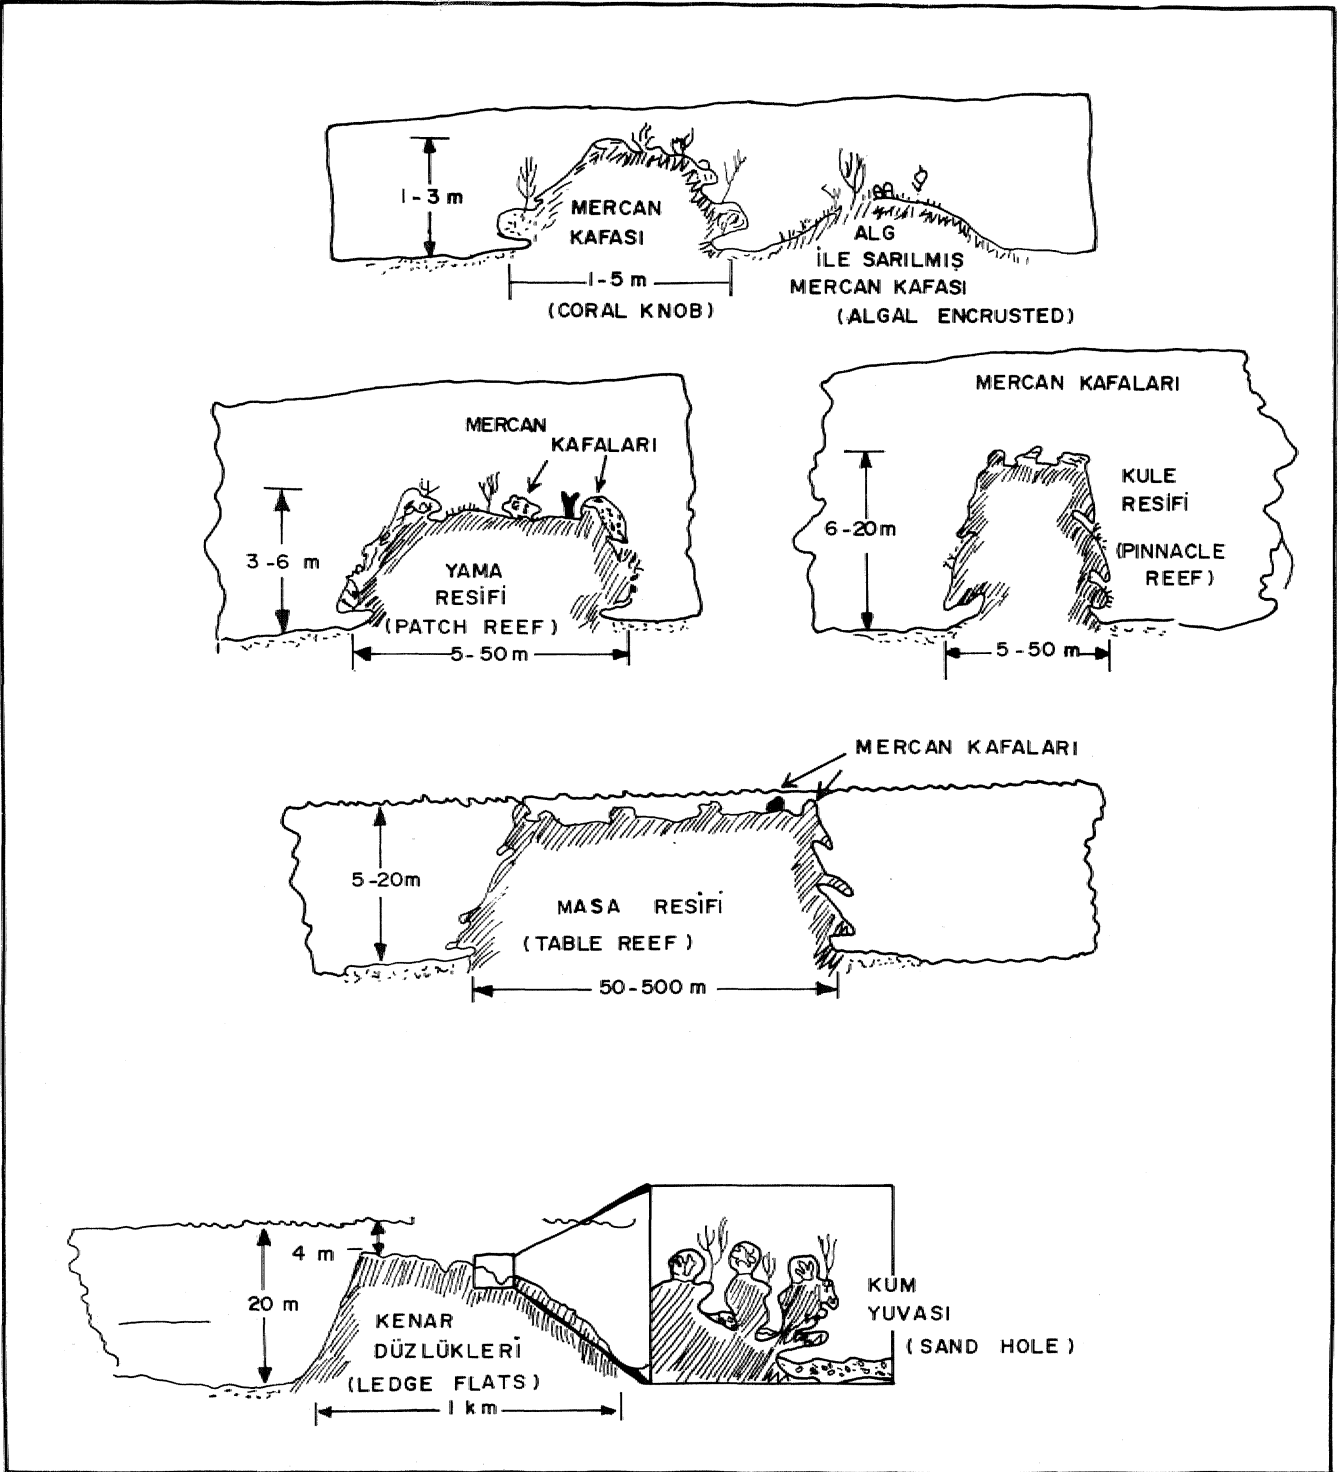 1-3 m
MERCAN
KAFASI
1-5 m
(CORAL KNOB)
ALG
İLE SARILMIŞ
MERCAN KAFASI
(ALGAL ENCRUSTED)
MERCAN
KAFALARI
3-6 m
YAMA
RESİFİ
(PATCH REEF)
5-50 m
MERCAN KAFALARI
6-20m
KULE
RESİFİ
(PINNACLE
REEF)
5-50 m
MERCAN KAFALARI
5-20m
MASA RESİFİ
(TABLE REEF)
50-500 m
4 m
20 m
KENAR
DÜZLÜKLERİ
(LEDGE FLATS)
1 km
KUM
YUVASI
(SAND HOLE)